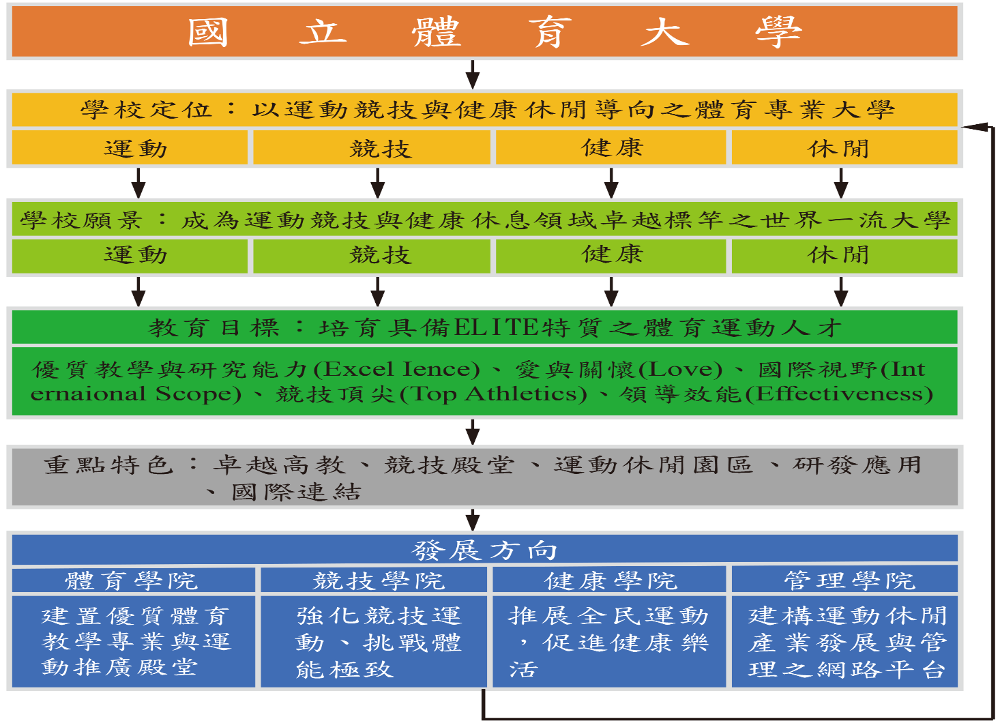 國立體育大學
學校定位：以運動競技與健康休閒導向之體育專業大學
運動 競技 健康 休閒
學校願景：成為運動競技與健康休息領域卓越標竿之世界一流大學
運動 競技 健康 休閒
教育目標：培育具備ELITE特質之體育運動人才
優質教學與研究能力(Excel Ience)、愛與關懷(Love)、國際視野(Int
ernaional Scope)、競技頂尖(Top Athletics)、領導效能(Effectiveness)
重點特色：卓越高教、競技殿堂、運動休閒園區、研發應用
、國際連結
發展方向
體育學院
建置優質體育
教學專業與運
動推廣殿堂
競技學院
強化競技運
動、挑戰體
能極致
健康學院
推展全民運動
，促進健康樂
活
管理學院
建構運動休閒
產業發展與管
理之網路平台